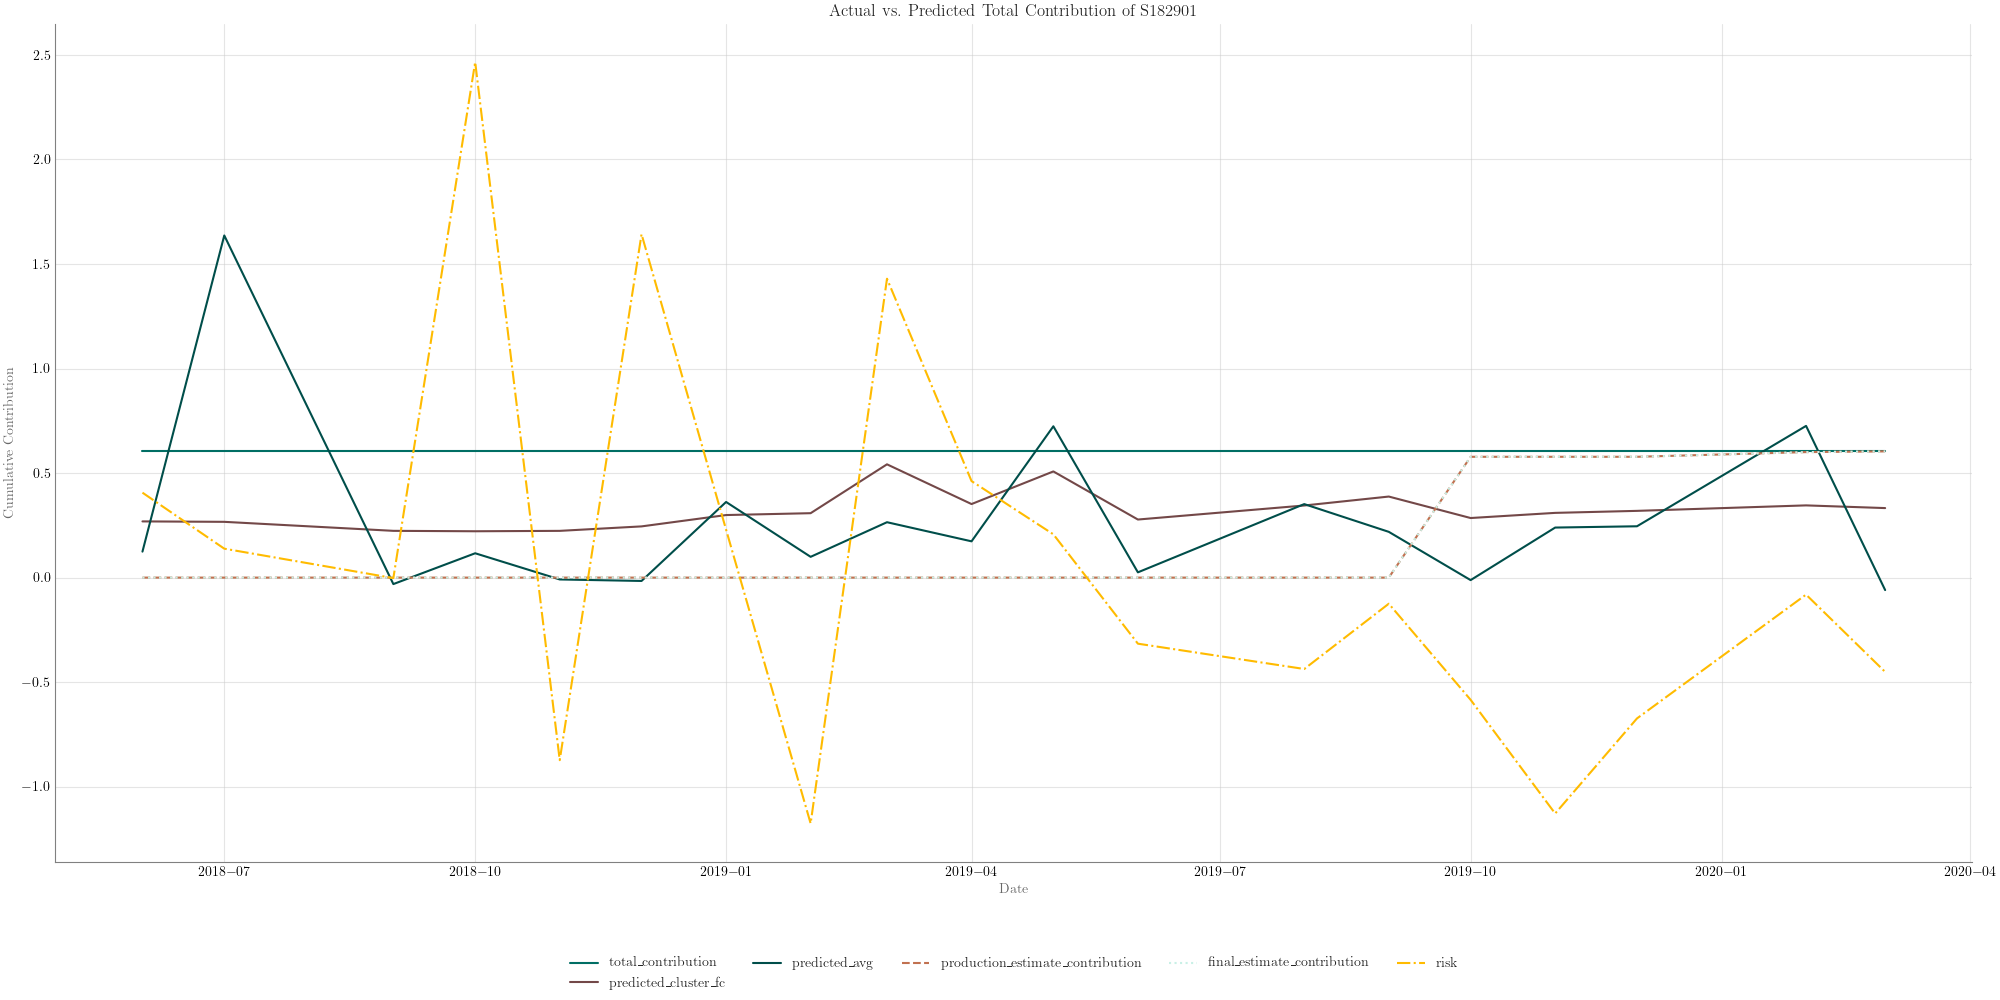 Actual vs. Predicted Total Contribution of S182901
2.5
2.0
1.5
1.0
0.5
0.0
−0.5
−1.0
Cumulative Contribution
2018−07
2018−10
2019−01
2019−04
2019−07
2019−10
2020−01
2020−04
Date
total_contribution
predicted_avg
production_estimate_contribution
final_estimate_contribution
risk
predicted_cluster_fc